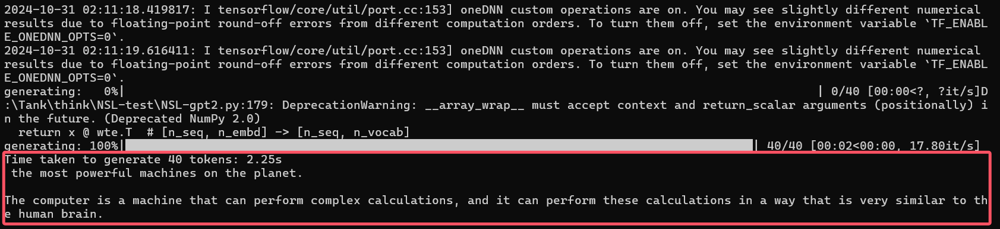 2024-10-31 02:11:18.419817: I tensorflow/core/util/port.cc:153] oneDNN custom operations are on. You may see slightly different numerical
results due to floating-point round-off errors from different computation orders. To turn them off, set the environment variable `TF_ENABL
E_ONEDNN_OPTS=0`.
2024-10-31 02:11:19.616411: I tensorflow/core/util/port.cc:153] oneDNN custom operations are on. You may see slightly different numerical
results due to floating-point round-off errors from different computation orders. To turn them off, set the environment variable `TF_ENABL
E_ONEDNN_OPTS=0`.
generating:   0%| | 0/40 [00:00<?, ?it/s]D
:\Tank\think\NSL-test\NSL-gpt2.py:179: DeprecationWarning: __array_wrap__ must accept context and return_scalar arguments (positionally) i
n the future. (Deprecated NumPy 2.0)
  return x @ wte.T  # [n_seq, n_embd] -> [n_seq, n_vocab]
generating: 100%| | 40/40 [00:02<00:00, 17.80it/s]
Time taken to generate 40 tokens: 2.25s
 the most powerful machines on the planet.
The computer is a machine that can perform complex calculations, and it can perform these calculations in a way that is very similar to th
e human brain.